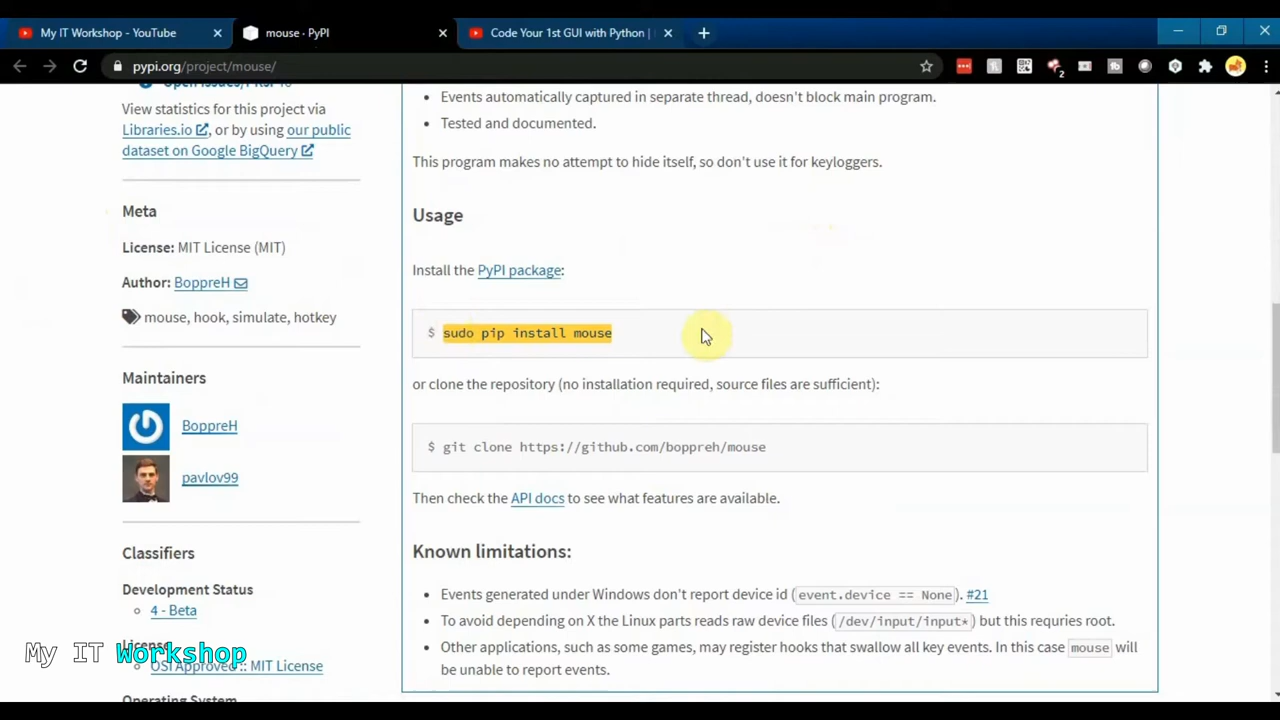 My IT Workshop - YouTube
mouse · PyPI
Code Your 1st GUI with Python |
pypi.org/project/mouse/
2
View statistics for this project via
Libraries.io, or by using our public
dataset on Google BigQuery
Meta
License: MIT License (MIT)
Author: BoppreH
mouse, hook, simulate, hotkey
Maintainers
BoppreH
pavlov99
Classifiers
Development Status
4 - Beta
License
OSI Approved :: MIT License
Operating System
Events automatically captured in separate thread, doesn't block main program.
Tested and documented.
This program makes no attempt to hide itself, so don't use it for keyloggers.
Usage
Install the PyPI package:
$ sudo pip install mouse
or clone the repository (no installation required, source files are sufficient):
$ git clone https://github.com/boppreh/mouse
Then check the API docs to see what features are available.
Known limitations:
Events generated under Windows don't report device id (event.device == None). #21
To avoid depending on X the Linux parts reads raw device files (/dev/input/input*) but this requries root.
Other applications, such as some games, may register hooks that swallow all key events. In this case mouse will
be unable to report events.
My IT Workshop